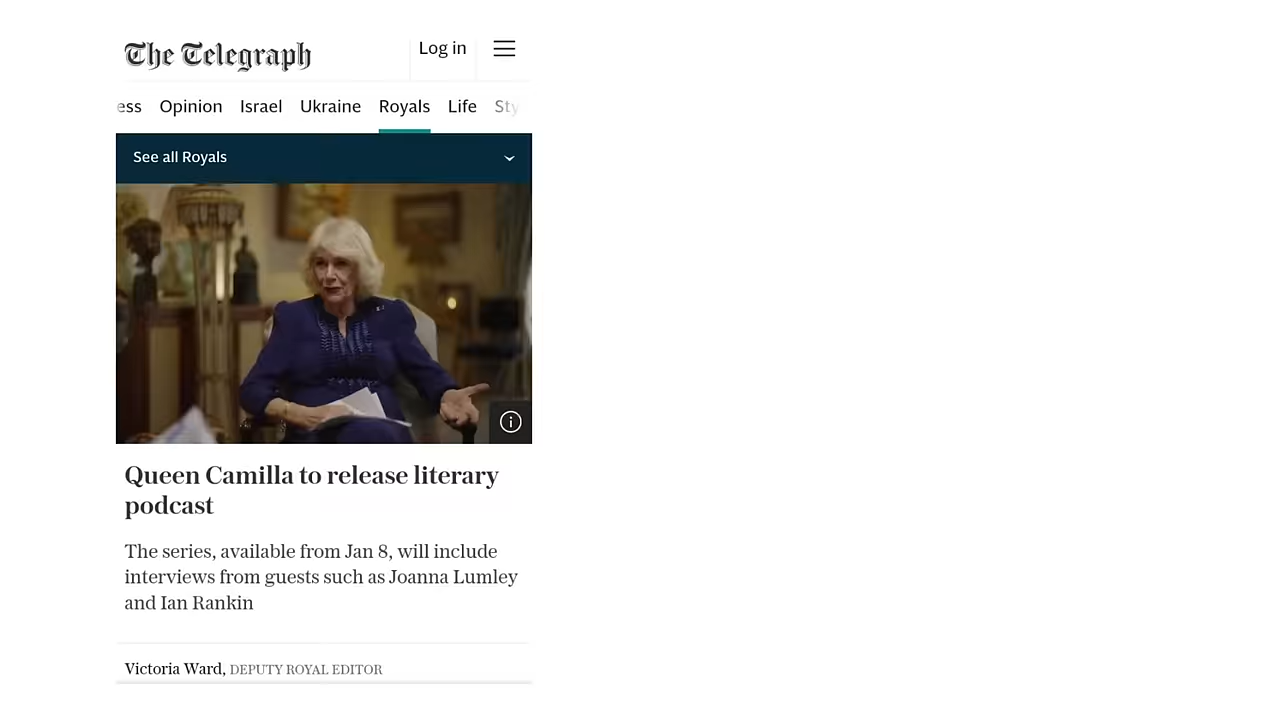 The Telegraph
Log in
ess Opinion Israel Ukraine Royals Life Sty
See all Royals
Queen Camilla to release literary
podcast
The series, available from Jan 8, will include
interviews from guests such as Joanna Lumley
and Ian Rankin
Victoria Ward, DEPUTY ROYAL EDITOR